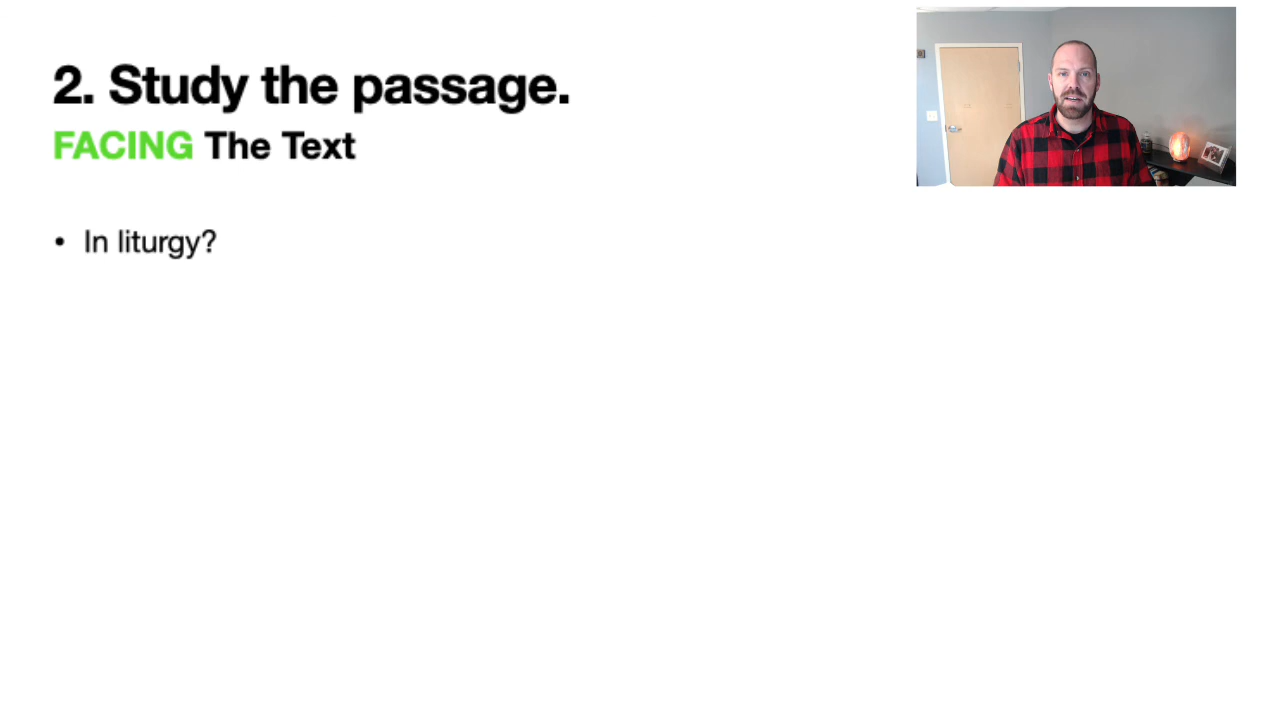 2. Study the passage.
FACING The Text
• In liturgy?